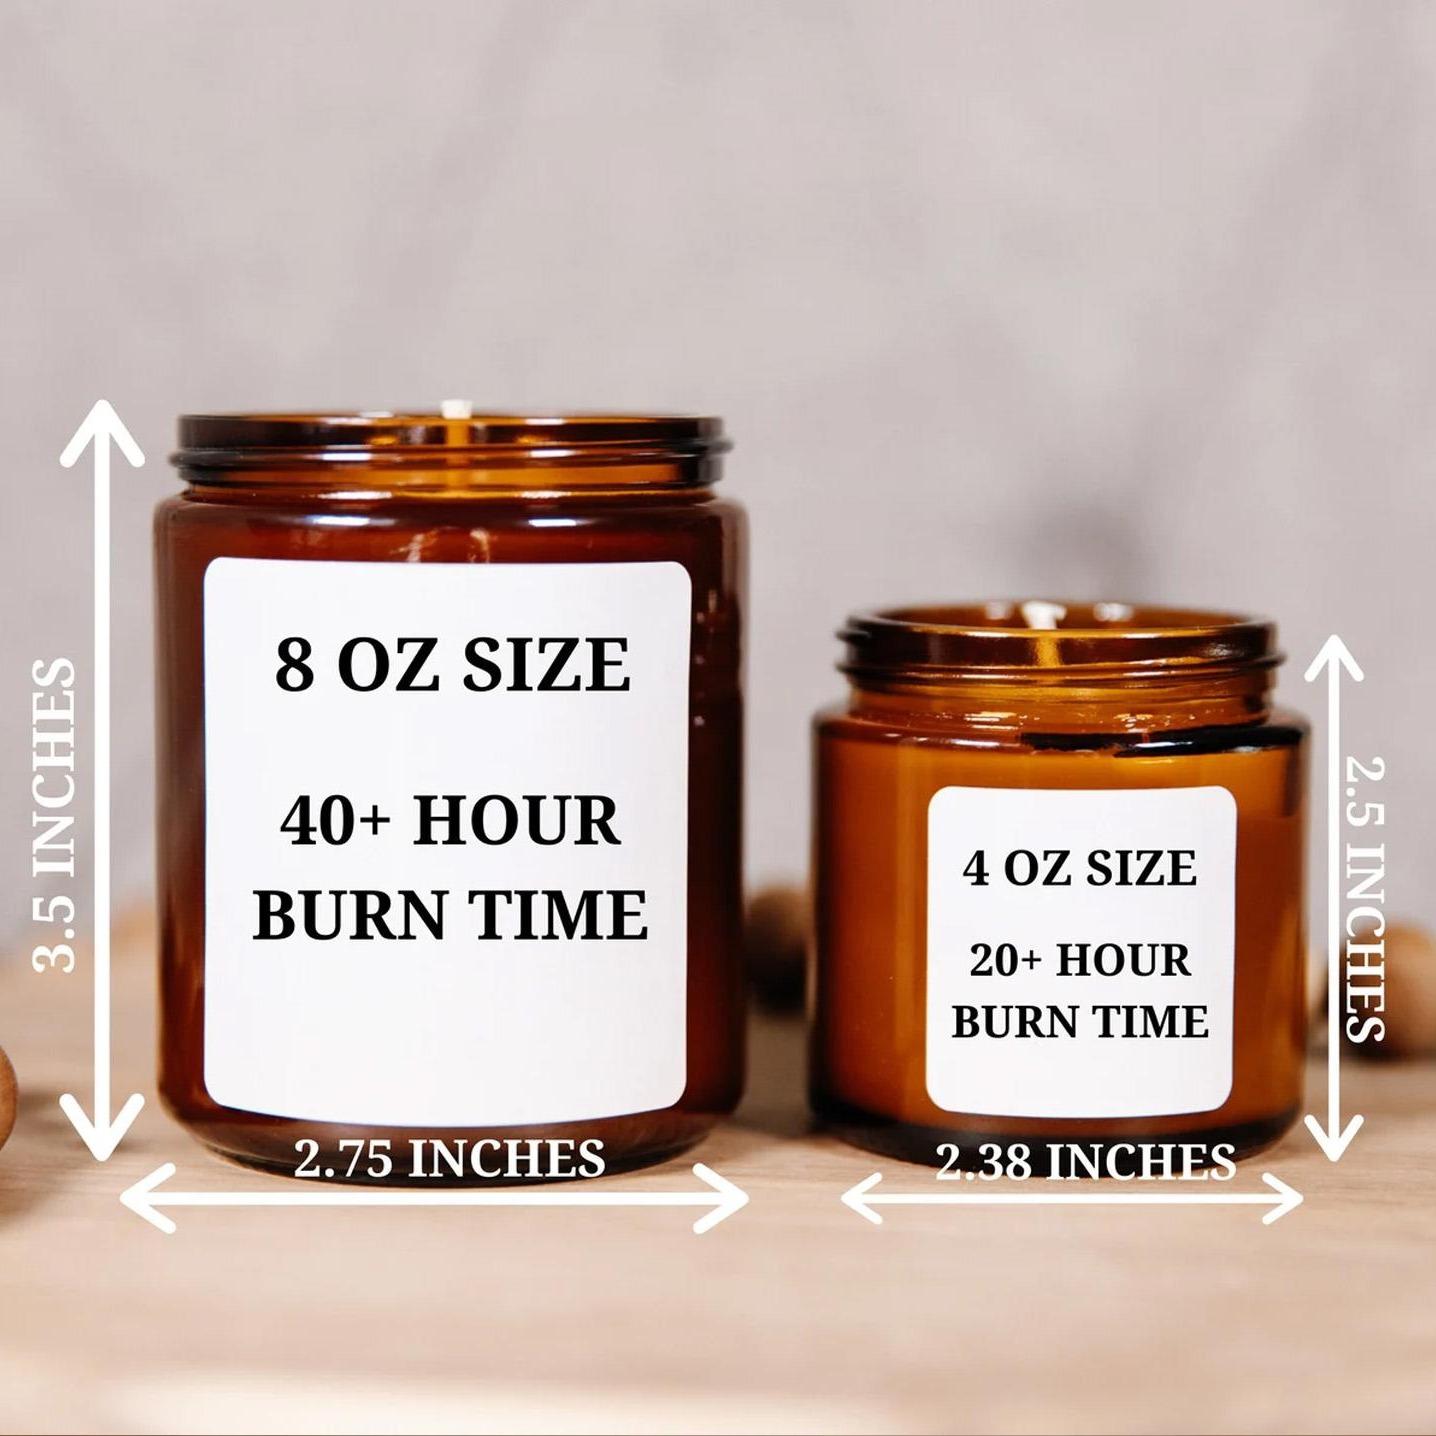 8 OZ SIZE
40+ HOUR
BURN TIME
3.5 INCHES
2.75 INCHES
4 OZ SIZE
20+ HOUR
BURN TIME
2.5 INCHES
2.38 INCHES